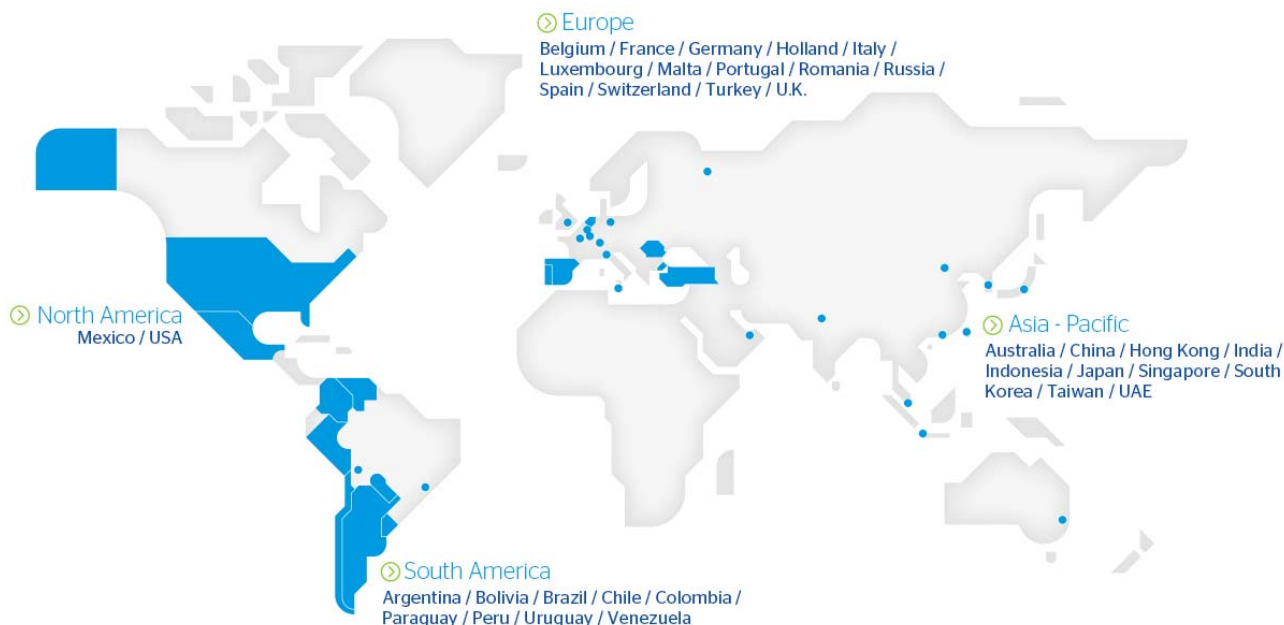 Europe
Belgium / France / Germany / Holland / Italy /
Luxembourg / Malta / Portugal / Romania / Russia /
Spain / Switzerland / Turkey / U.K.
North America
Mexico / USA
Asia - Pacific
Australia / China / Hong Kong / India /
Indonesia / Japan / Singapore / South
Korea / Taiwan / UAE
South America
Argentina / Bolivia / Brazil / Chile / Colombia /
Paraguay / Peru / Uruguay / Venezuela